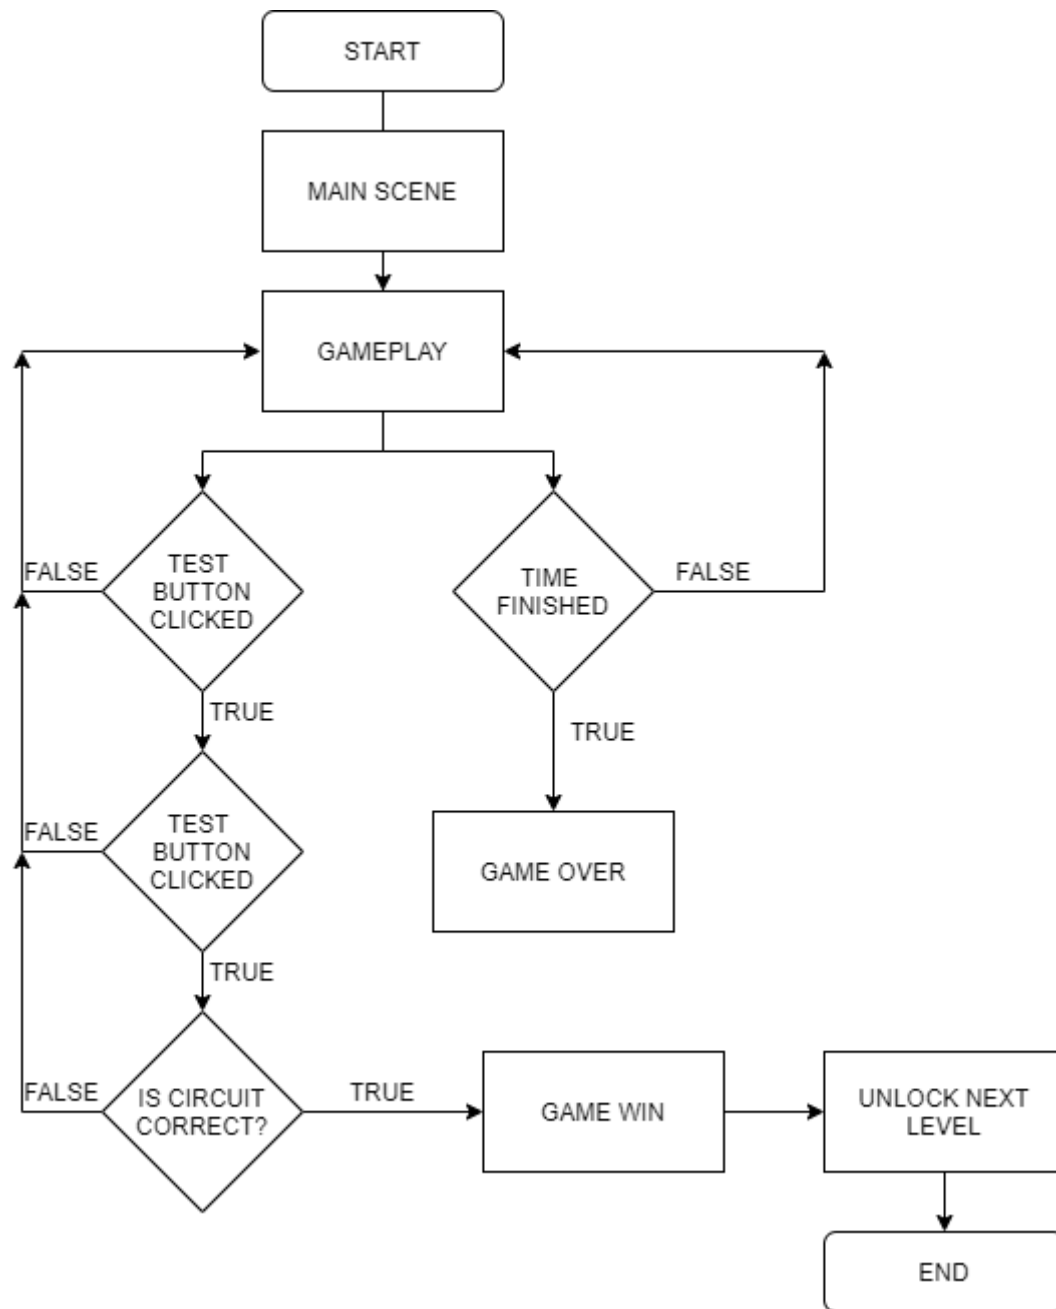 START
MAIN SCENE
GAMEPLAY
TEST
BUTTON
CLICKED
FALSE
TIME
FINISHED
FALSE
TRUE
TRUE
TEST
BUTTON
CLICKED
FALSE
GAME OVER
TRUE
IS CIRCUIT
CORRECT?
FALSE
TRUE
GAME WIN
UNLOCK NEXT
LEVEL
END